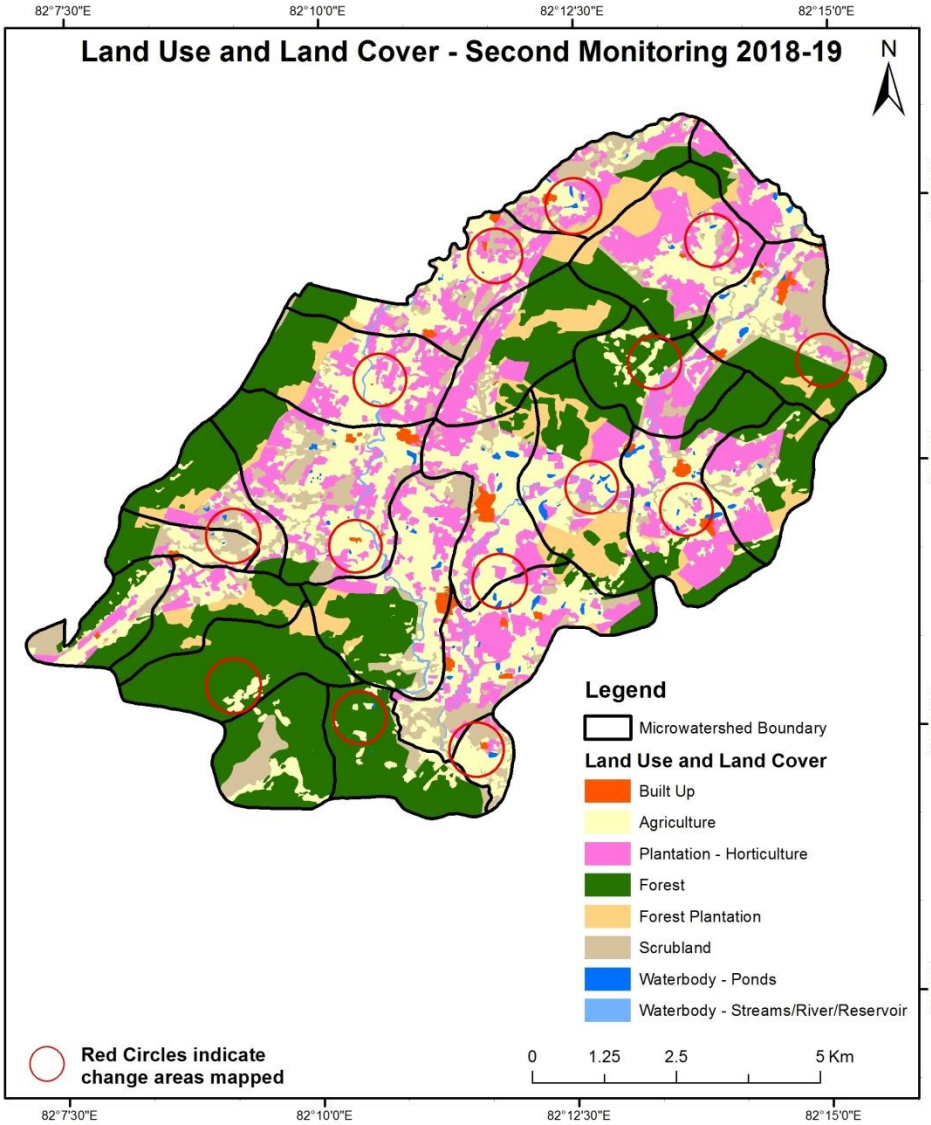 82°7'30"E 82°10'0"E 82°12'30"E 82°15'0"E
Land Use and Land Cover - Second Monitoring 2018-19
N
Legend
Microwatershed Boundary
Land Use and Land Cover
Built Up
Agriculture
Plantation - Horticulture
Forest
Forest Plantation
Scrubland
Waterbody - Ponds
Waterbody - Streams/River/Reservoir
Red Circles indicate
change areas mapped
0 1.25 2.5 5 Km
82°7'30"E 82°10'0"E 82°12'30"E 82°15'0"E